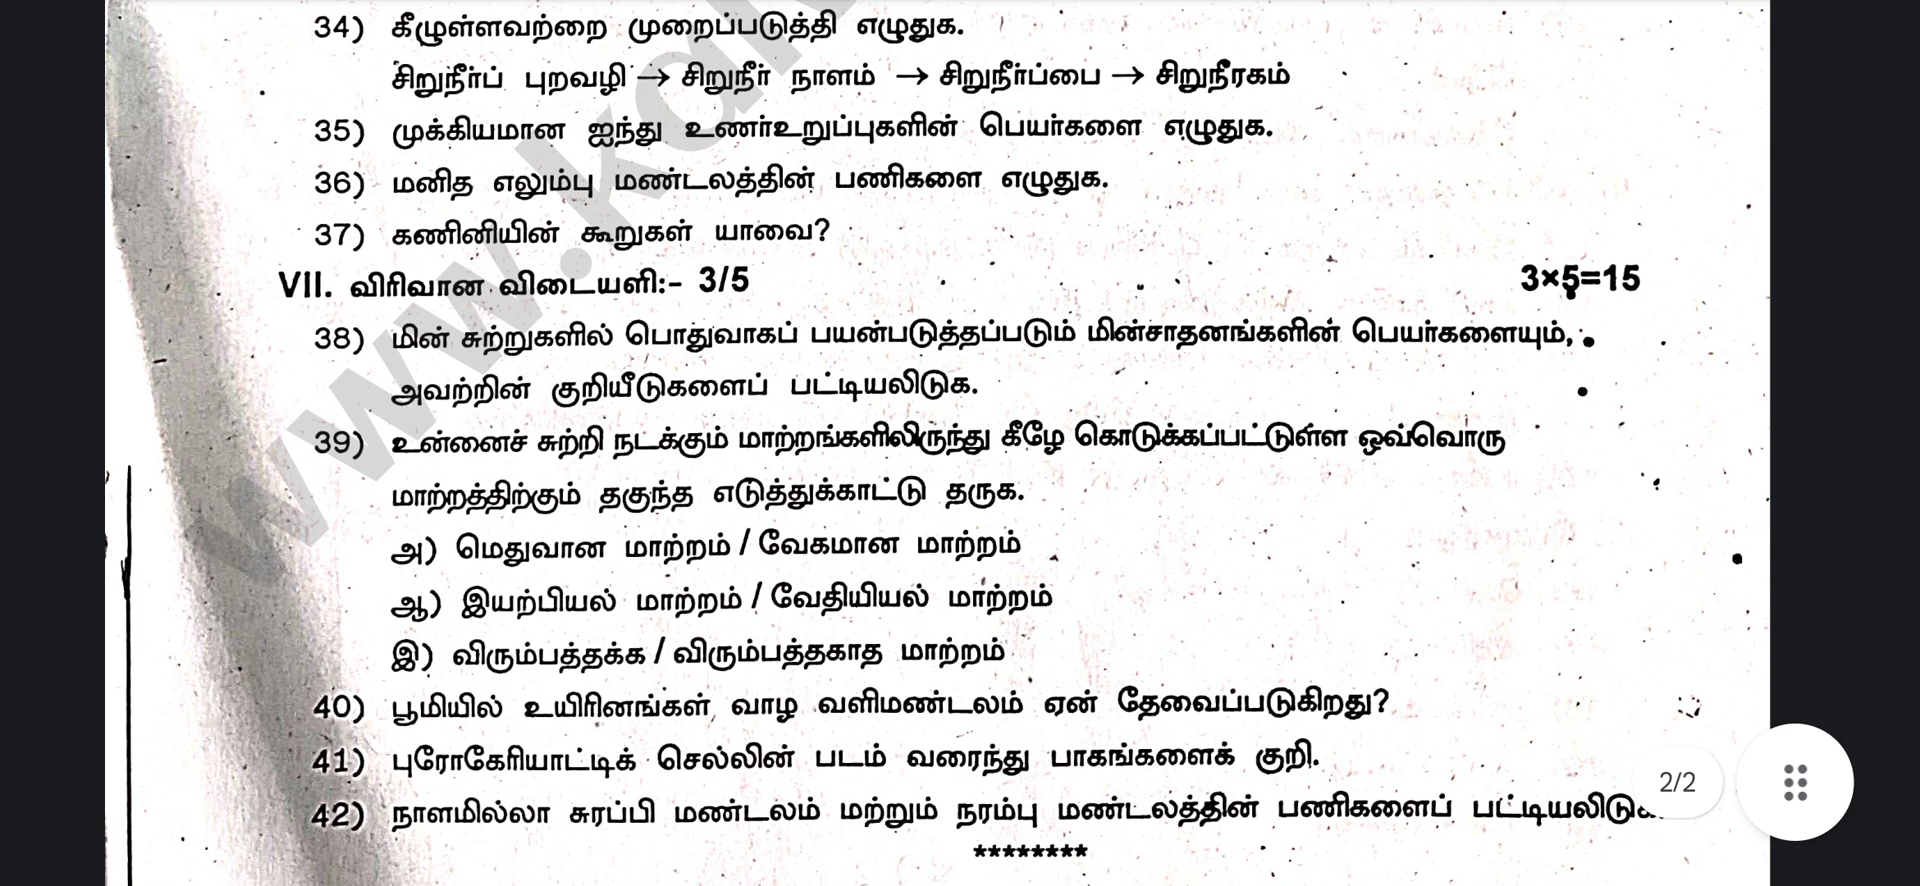 34) கீழுள்ளவற்றை முறைப்படுத்தி எழுதுக.
சிறுநீர்ப் புறவழி → சிறுநீர் நாளம் → சிறுநீர்ப்பை → சிறுநீரகம்
35) முக்கியமான ஐந்து உணர்உறுப்புகளின் பெயர்களை எழுதுக.
36) மனித எலும்பு மண்டலத்தின் பணிகளை எழுதுக.
37) கணினியின் கூறுகள் யாவை?
VII. விரிவான விடையளி:- 3/5 3×5=15
38) மின் சுற்றுகளில் பொதுவாகப் பயன்படுத்தப்படும் மின்சாதனங்களின் பெயர்களையும்,
அவற்றின் குறியீடுகளைப் பட்டியலிடுக.
39) உன்னைச் சுற்றி நடக்கும் மாற்றங்களிலிருந்து கீழே கொடுக்கப்பட்டுள்ள ஒவ்வொரு
மாற்றத்திற்கும் தகுந்த எடுத்துக்காட்டு தருக.
அ) மெதுவான மாற்றம் / வேகமான மாற்றம்
ஆ) இயற்பியல் மாற்றம் / வேதியியல் மாற்றம்
இ) விரும்பத்தக்க / விரும்பத்தகாத மாற்றம்
40) பூமியில் உயிரினங்கள் வாழ வளிமண்டலம் ஏன் தேவைப்படுகிறது?
41) புரோகேரியாட்டிக் செல்லின் படம் வரைந்து பாகங்களைக் குறி.
2/2
42) நாளமில்லா சுரப்பி மண்டலம் மற்றும் நரம்பு மண்டலத்தின் பணிகளைப் பட்டியலிடுக.
********